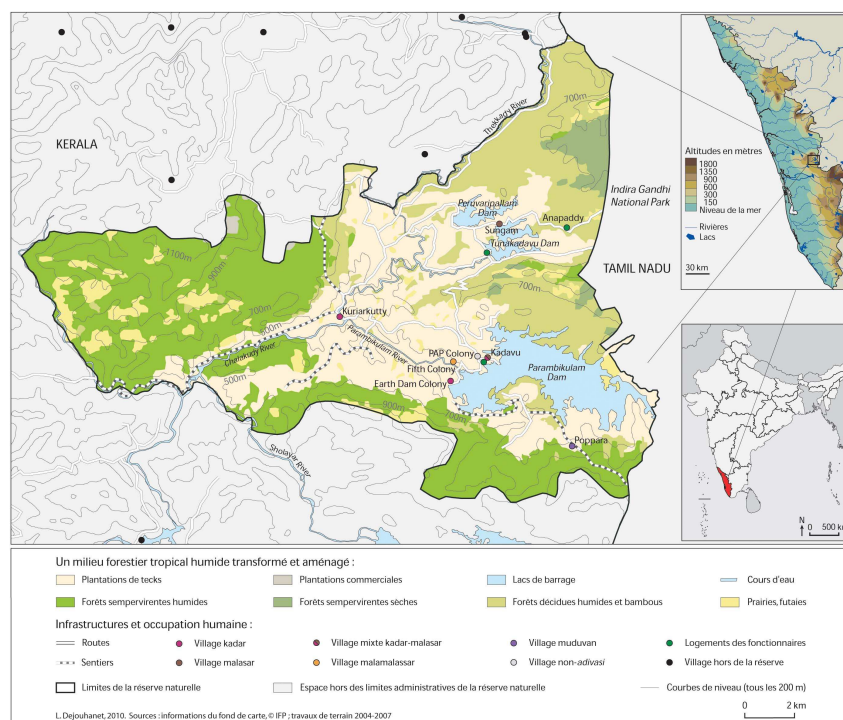 KERALA
Thekkady River
700m
Indira Gandhi
National Park
TAMIL NADU
Peruvaripallam
Dam
Sungam
Anapaddy
Tunakadavu Dam
1100m
900m
700m
700m
500m
Kuriarkutty
Parambikulam River
Chalakudy River
500m
PAP Colony
Kadavu
Fifth Colony
Earth Dam Colony
Parambikulam
Dam
900m
700m
Poppara
Sholayar River
Altitudes en mètres
1800
1350
900
600
300
150
Niveau de la mer
Rivières
Lacs
30 km
N
0 500 km
Un milieu forestier tropical humide transformé et aménagé :
Plantations de tecks
Plantations commerciales
Lacs de barrage
Cours d'eau
Forêts sempervirentes humides
Forêts sempervirentes sèches
Forêts décidues humides et bambous
Prairies, futaies
Infrastructures et occupation humaine :
Routes
Village kadar
Village mixte kadar-malasar
Village muduvan
Logements des fonctionnaires
Sentiers
Village malasar
Village malamalassar
Village non-adivasi
Village hors de la réserve
Limites de la réserve naturelle
Espace hors des limites administratives de la réserve naturelle
Courbes de niveau (tous les 200 m)
L. Dejouhanet, 2010. Sources : informations du fond de carte, © IFP ; travaux de terrain 2004-2007
0 2 km